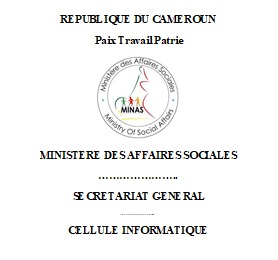 REPUBLIQUE DU CAMEROUN
Paix Travail Patrie
Ministère des Affaires Sociales
MINAS
Ministry Of Social Affairs
MINISTERE DES AFFAIRES SOCIALES
………………..
SECRETARIAT GENERAL
……………..
CELLULE INFORMATIQUE